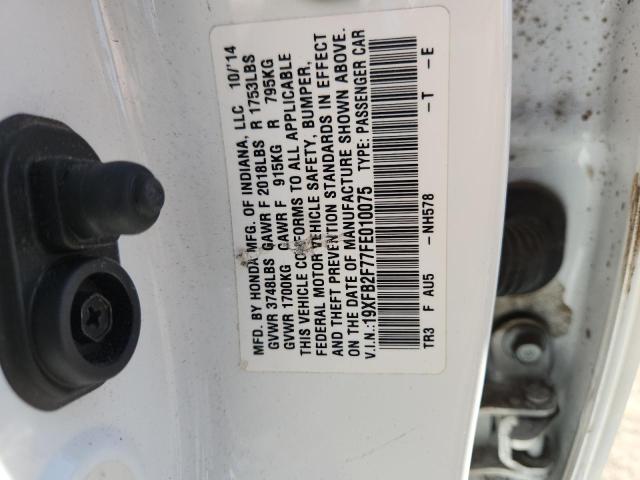 MFD. BY HONDA MFG. OF INDIANA, LLC 10/'14
GVWR 3748LBS GAWR F 2018LBS R 1753LBS
GVWR 1700KG GAWR F 915KG R 795KG
THIS VEHICLE CONFORMS TO ALL APPLICABLE
FEDERAL MOTOR VEHICLE SAFETY, BUMPER,
AND THEFT PREVENTION STANDARDS IN EFFECT
ON THE DATE OF MANUFACTURE SHOWN ABOVE.
V.I.N.:19XFB2F77FE010075 TYPE: PASSENGER CAR
TR3 F AU5 -NH578 -T -E